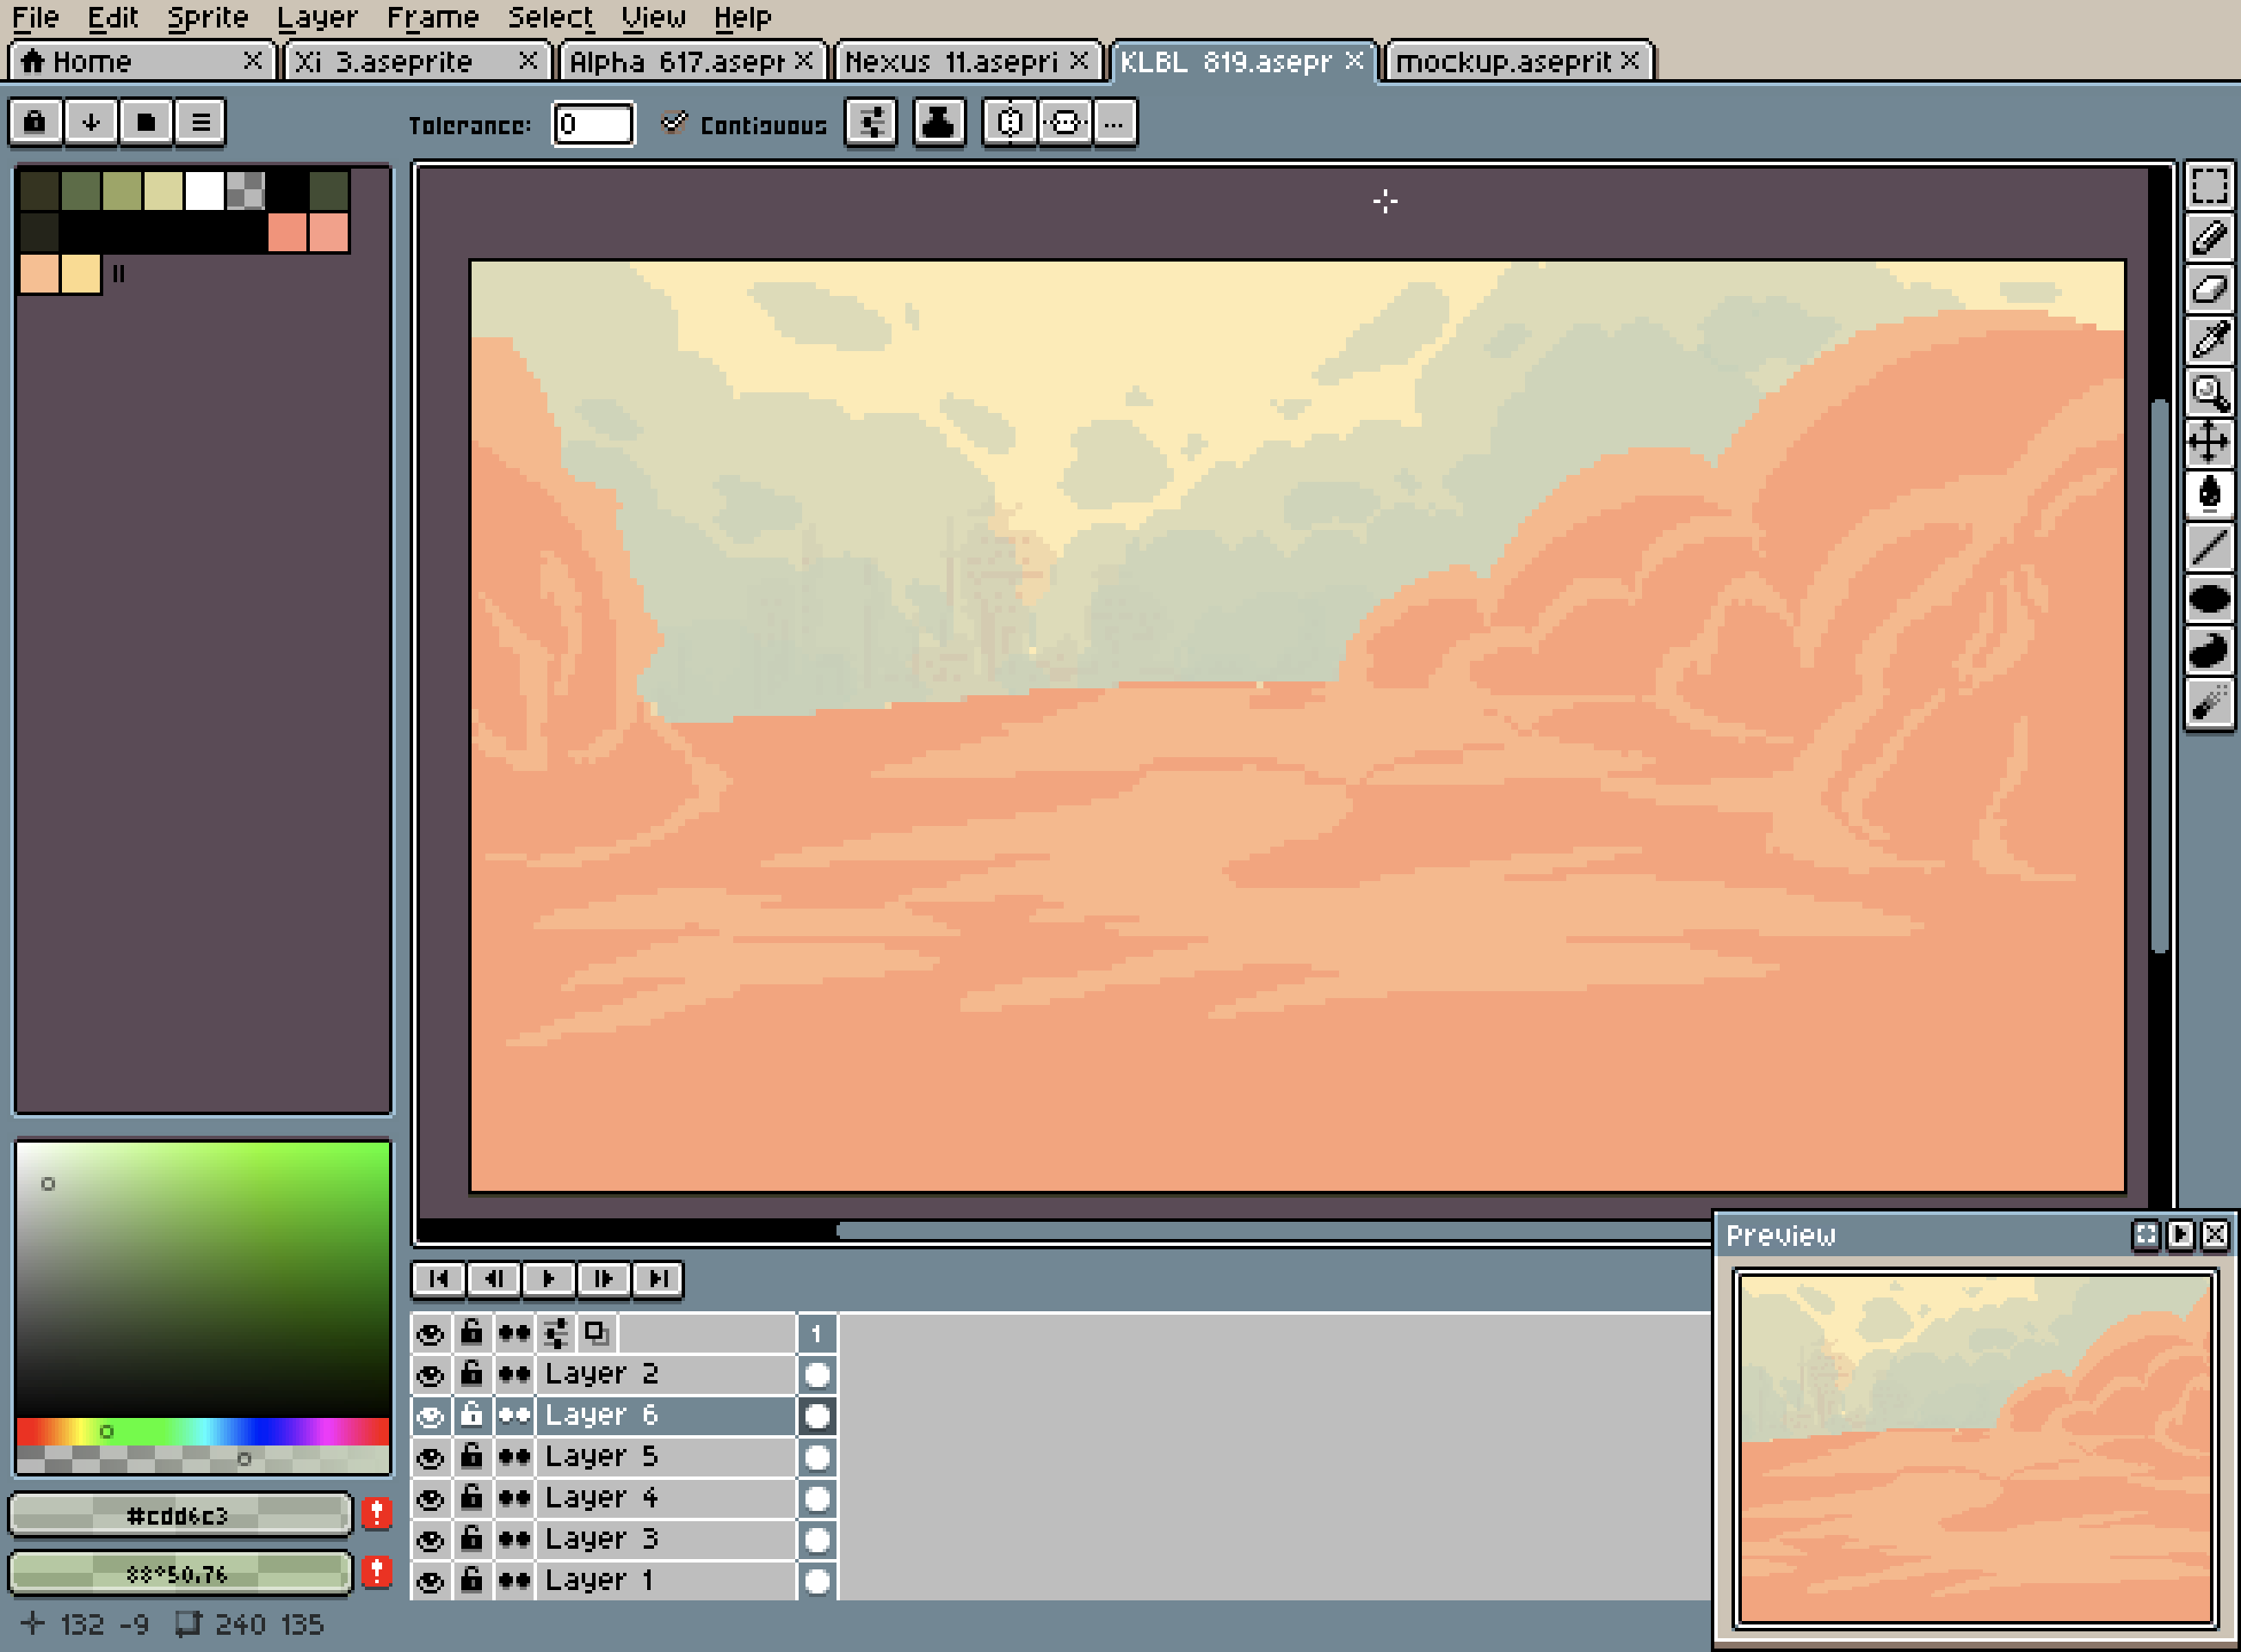 File Edit Sprite Layer Frame Select View Help
Home Xi 3.aseprite Alpha 617.asepr Nexus 11.asepri KLBL 819.asepr mockup.aseprit
Tolerance: 0 Contiguous ...
Preview
1
Layer 2
Layer 6
Layer 5
Layer 4
Layer 3
Layer 1
#cdd6c3
88°50.76
132 -9 240 135